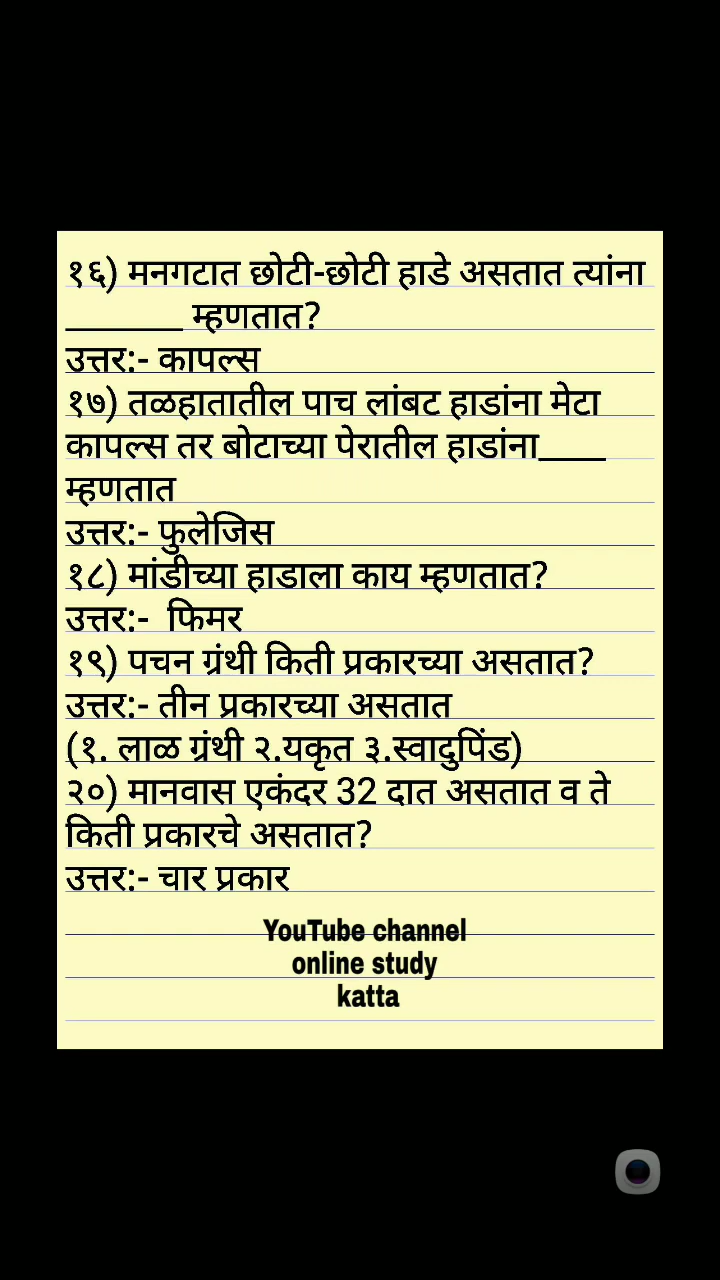 १६) मनगटात छोटी-छोटी हाडे असतात त्यांना
_______ म्हणतात?
उत्तर:- कापल्स
१७) तळहातातील पाच लांबट हाडांना मेटा
कापल्स तर बोटाच्या पेरातील हाडांना____
म्हणतात
उत्तर:- फुलेजिस
१८) मांडीच्या हाडाला काय म्हणतात?
उत्तर:- फिमर
१९) पचन ग्रंथी किती प्रकारच्या असतात?
उत्तर:- तीन प्रकारच्या असतात
(१. लाळ ग्रंथी २.यकृत ३.स्वादुपिंड)
२०) मानवास एकंदर 32 दात असतात व ते
किती प्रकारचे असतात?
उत्तर:- चार प्रकार
YouTube channel
online study
katta